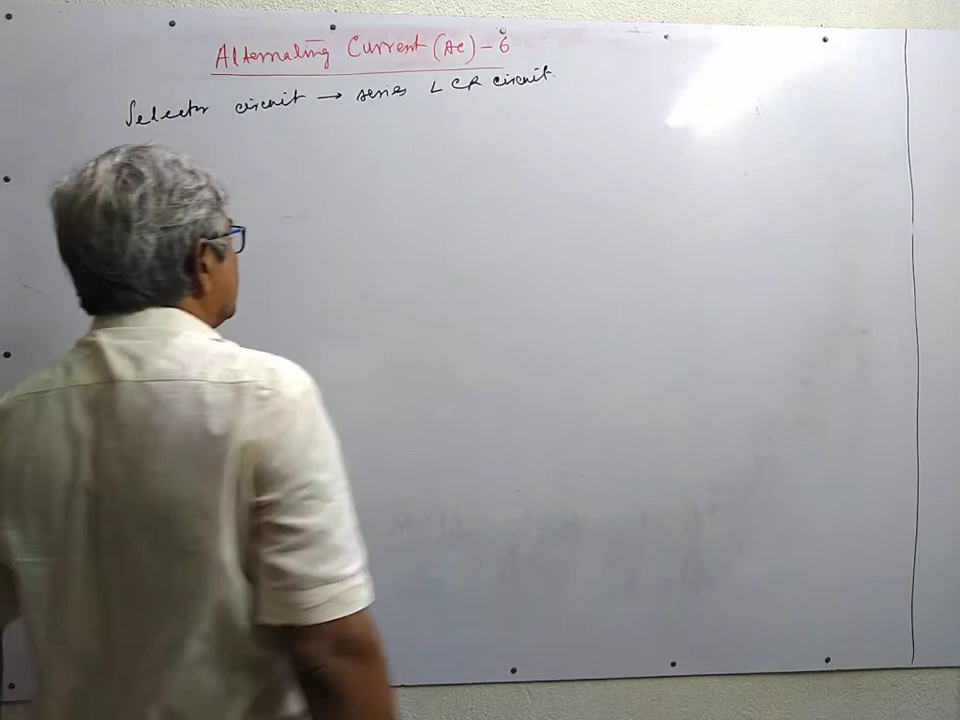 Alternating Current (AC) - 6
Selector circuit → series LCR circuit